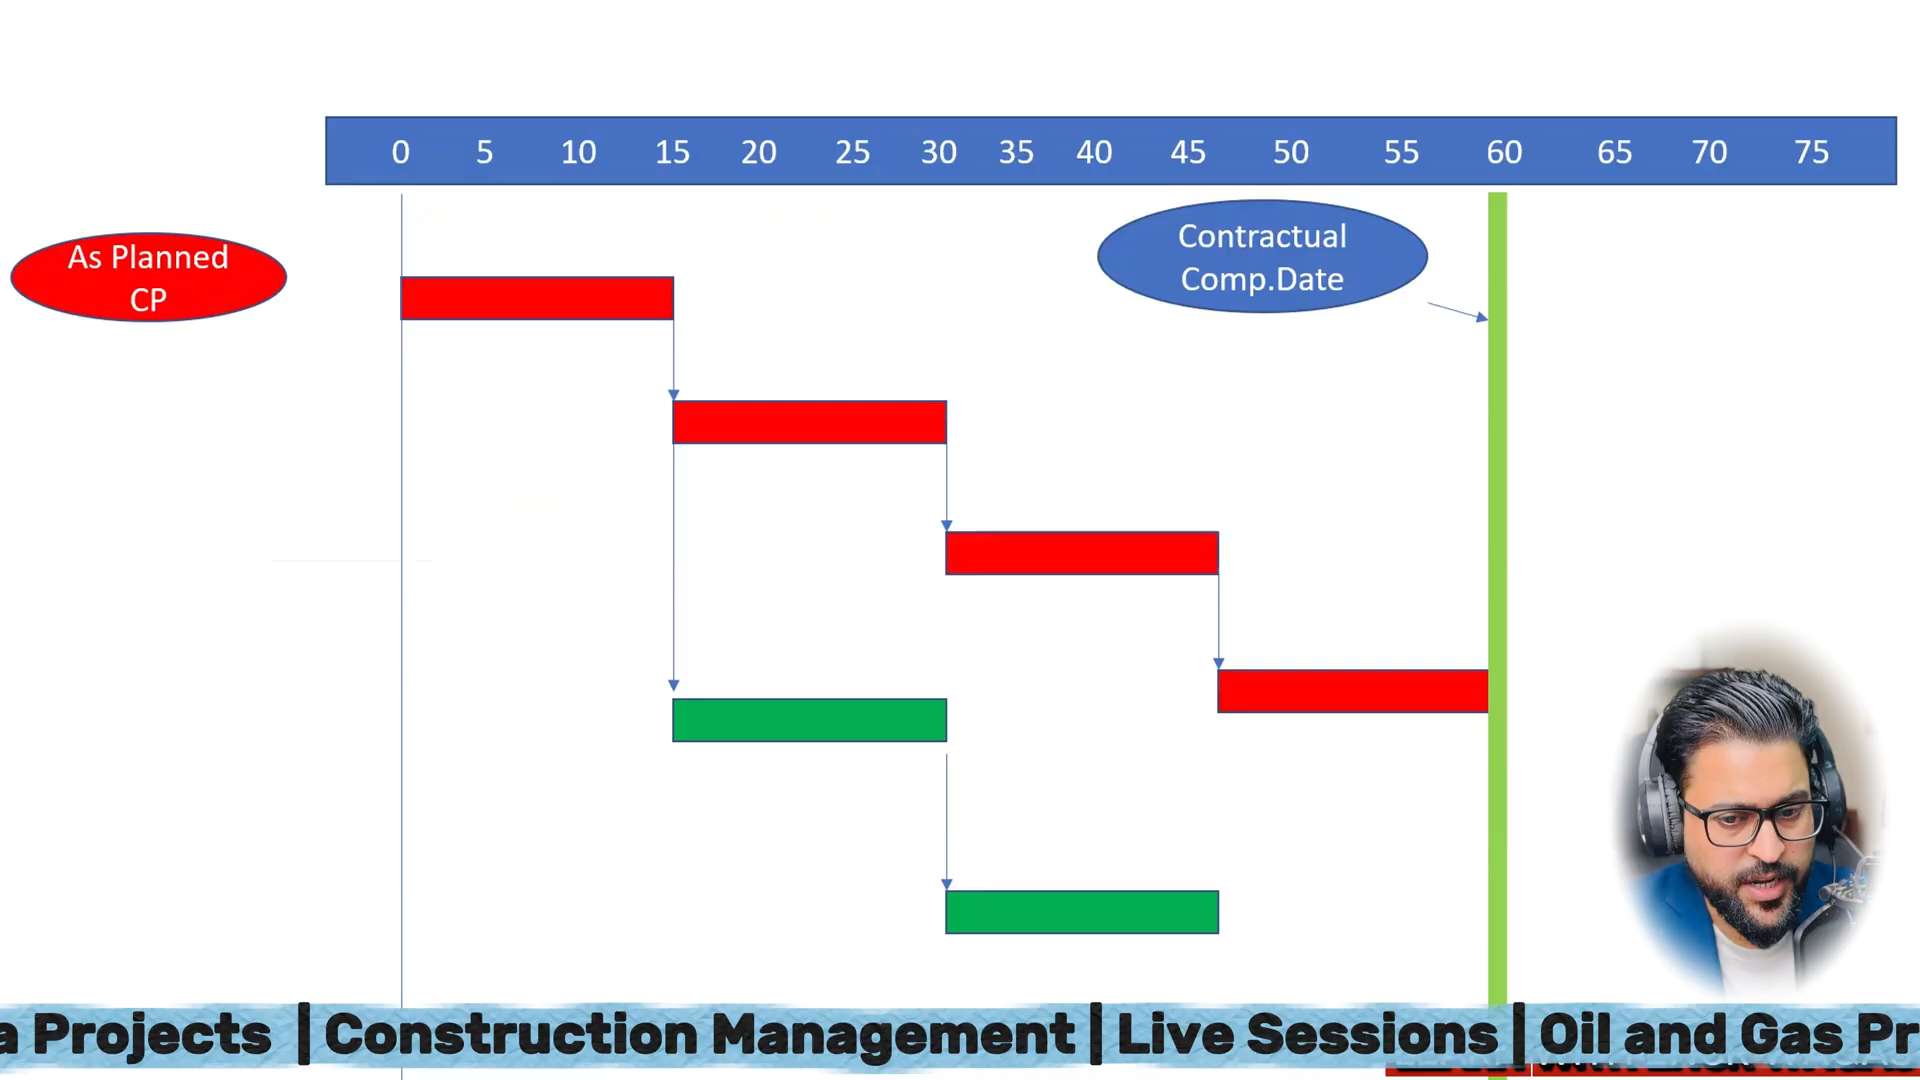 0 5 10 15 20 25 30 35 40 45 50 55 60 65 70 75
As Planned
CP
Contractual
Comp.Date
a Projects | Construction Management | Live Sessions | Oil and Gas Pr